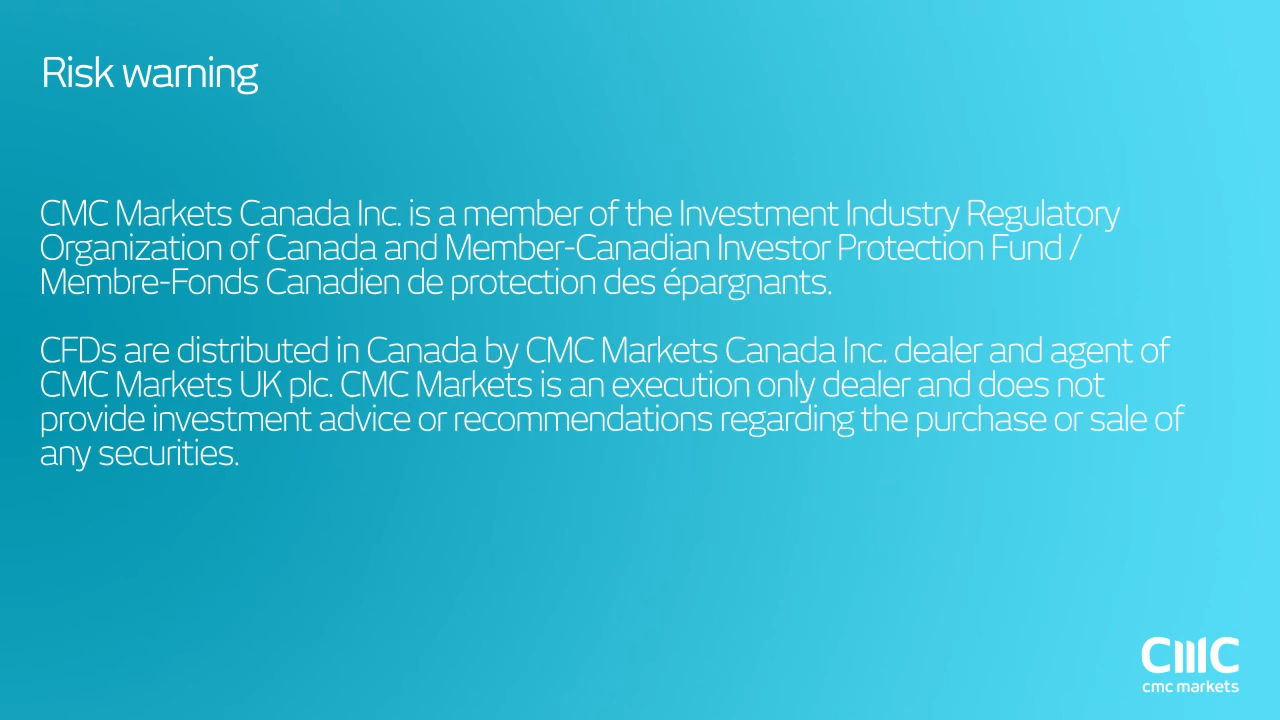 Risk warning
CMC Markets Canada Inc. is a member of the Investment Industry Regulatory
Organization of Canada and Member-Canadian Investor Protection Fund /
Membre-Fonds Canadien de protection des épargnants.
CFDs are distributed in Canada by CMC Markets Canada Inc. dealer and agent of
CMC Markets UK plc. CMC Markets is an execution only dealer and does not
provide investment advice or recommendations regarding the purchase or sale of
any securities.
CMC
cmc markets